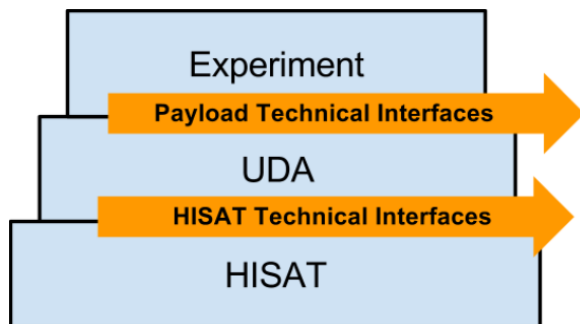 Experiment
Payload Technical Interfaces
UDA
HISAT Technical Interfaces
HISAT